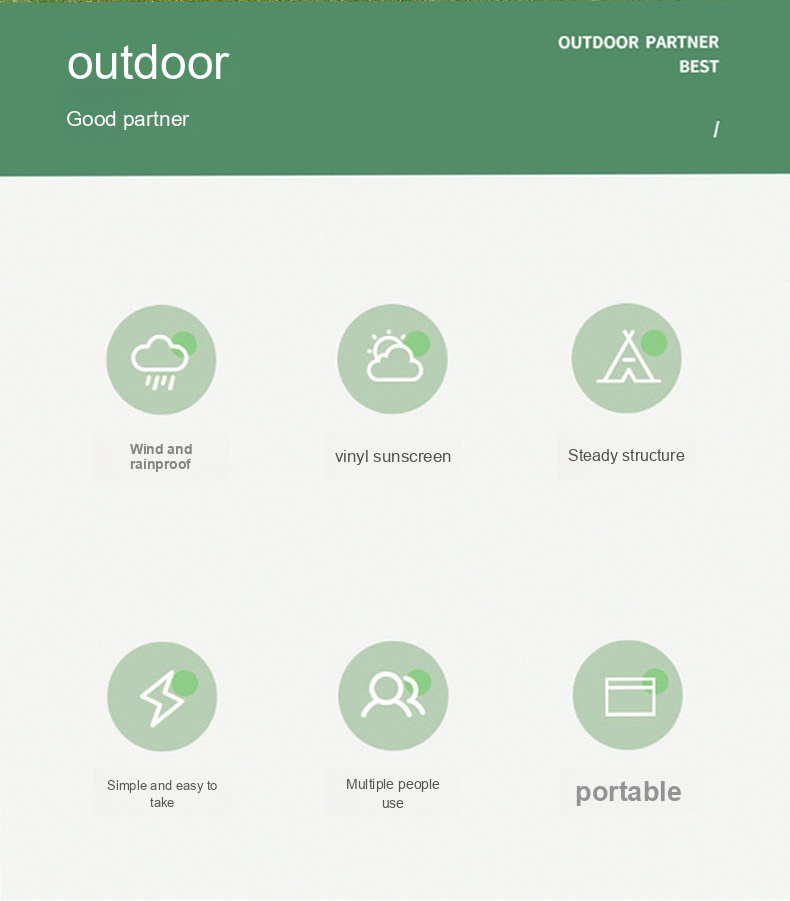 outdoor
Good partner
OUTDOOR PARTNER
BEST
/
Wind and
rainproof
vinyl sunscreen
Steady structure
Simple and easy to
take
Multiple people
use
portable